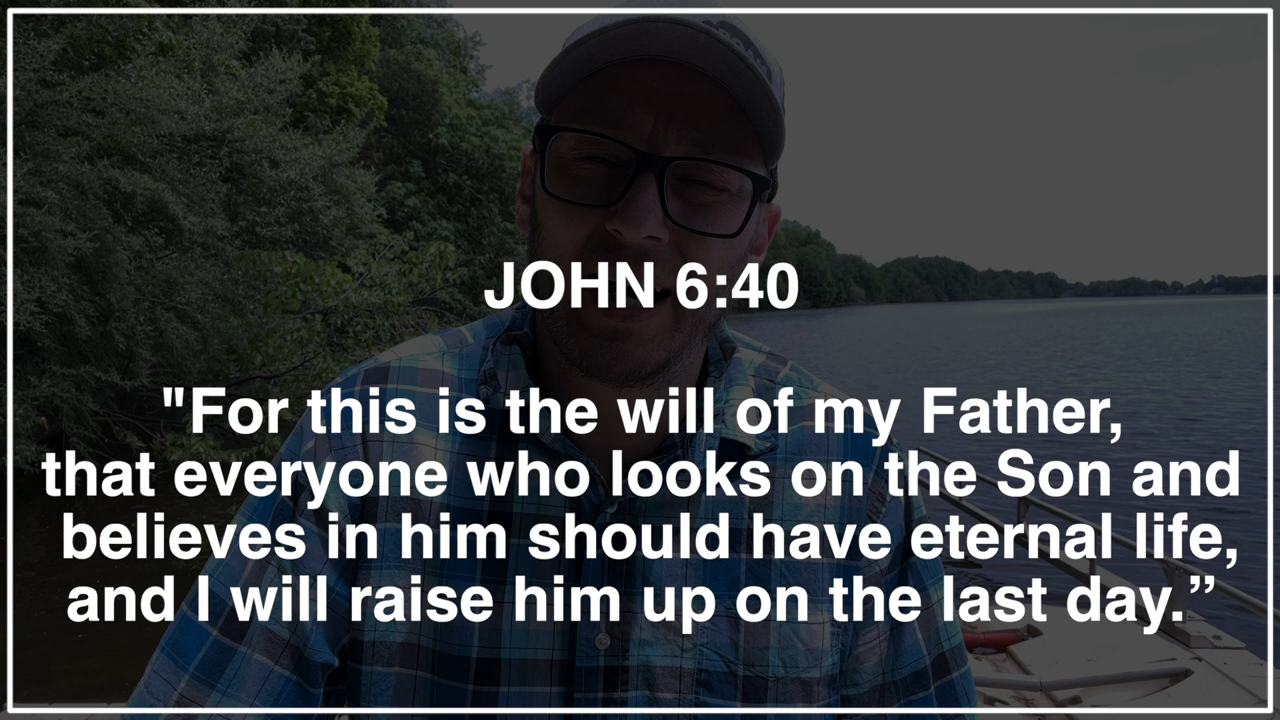 JOHN 6:40
"For this is the will of my Father,
that everyone who looks on the Son and
believes in him should have eternal life,
and I will raise him up on the last day.”